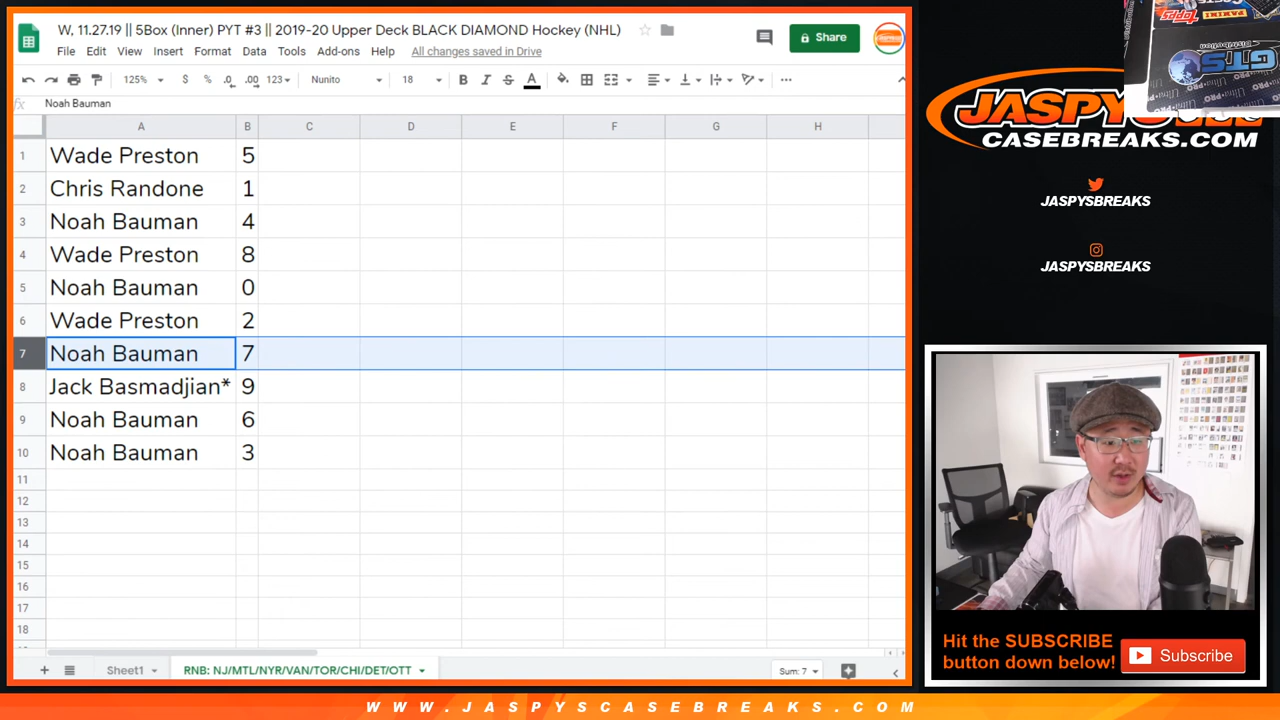 W, 11.27.19 || 5Box (Inner) PYT #3 || 2019-20 Upper Deck BLACK DIAMOND Hockey (NHL)
File Edit View Insert Format Data Tools Add-ons Help All changes saved in Drive
Share
125% $ % .0 .00 123 Nunito 18 B I S A
fx Noah Bauman
A B C D E F G H
1 Wade Preston 5
2 Chris Randone 1
3 Noah Bauman 4
4 Wade Preston 8
5 Noah Bauman 0
6 Wade Preston 2
7 Noah Bauman 7
8 Jack Basmadjian* 9
9 Noah Bauman 6
10 Noah Bauman 3
11
12
13
14
15
16
17
18
Sheet1 RNB: NJ/MTL/NYR/VAN/TOR/CHI/DET/OTT Sum: 7
Topps
PANINI
GTS
JASPY'S
CASEBREAKS.COM
JASPYSBREAKS
JASPYSBREAKS
Hit the SUBSCRIBE
button down below!
Subscribe
WWW.JASPYSCASEBREAKS.COM